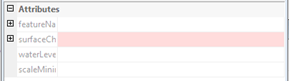 Attributes
featureNa
surfaceCh
waterLeve
scaleMini